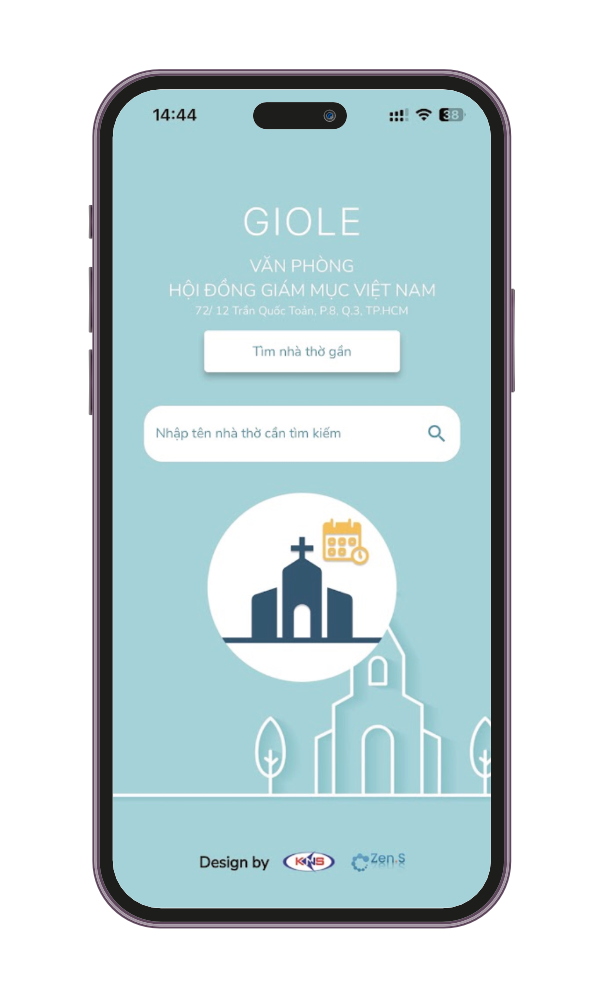 14:44
38
GIOLE
VĂN PHÒNG
HỘI ĐỒNG GIÁM MỤC VIỆT NAM
72/ 12 Trần Quốc Toản, P.8, Q.3, TP.HCM
Tìm nhà thờ gần
Nhập tên nhà thờ cần tìm kiếm
Design by KNS Zen.S